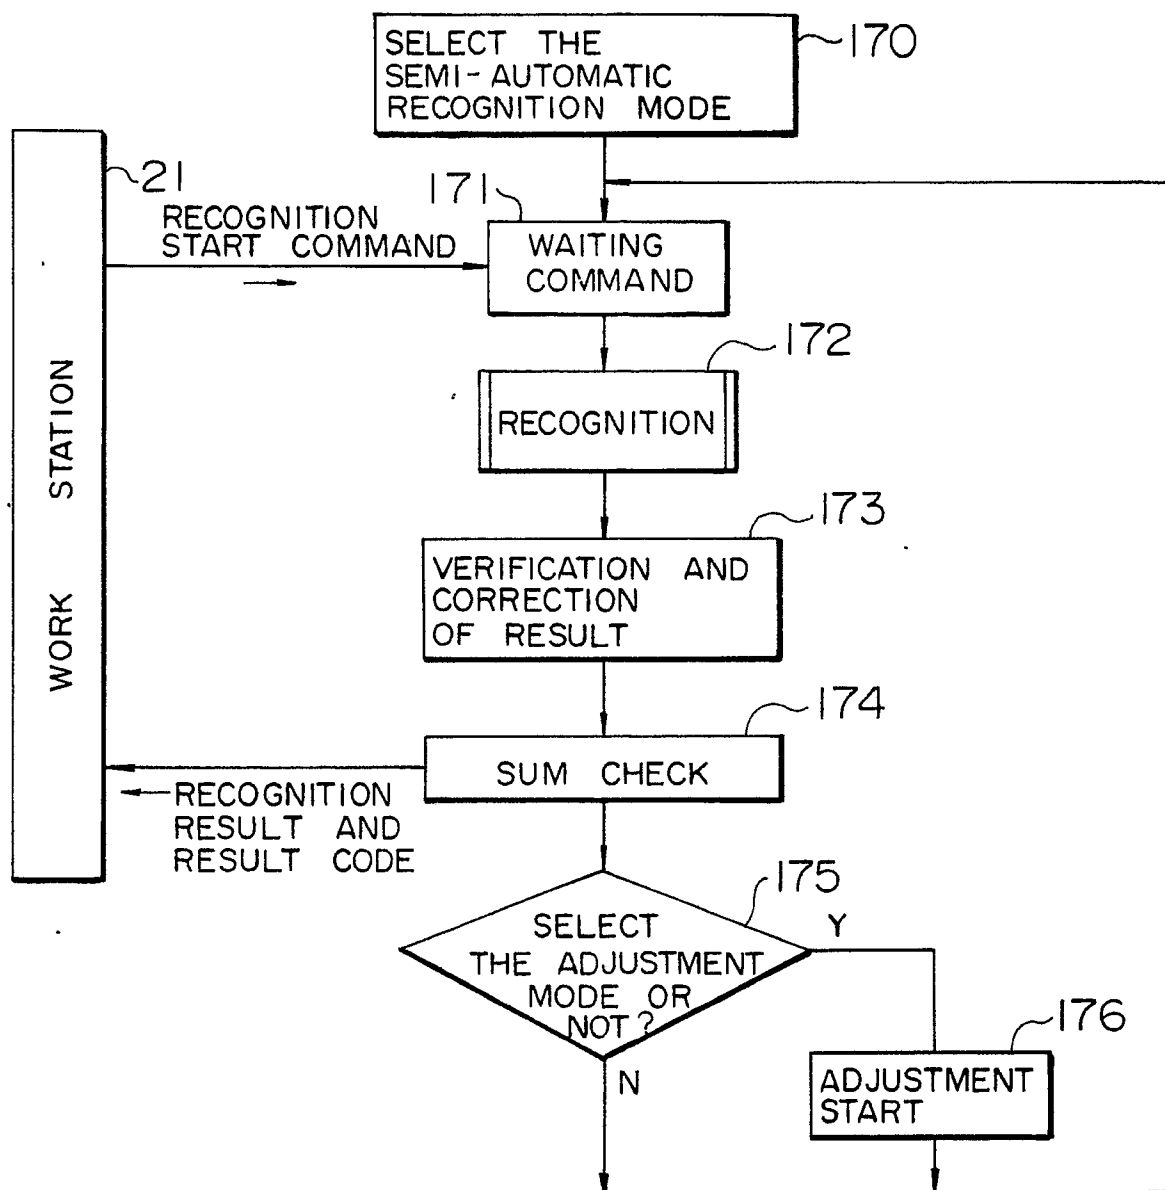 SELECT THE
SEMI-AUTOMATIC
RECOGNITION MODE
170
21
RECOGNITION
START COMMAND
171
WAITING
COMMAND
172
RECOGNITION
WORK STATION
173
VERIFICATION AND
CORRECTION
OF RESULT
174
SUM CHECK
RECOGNITION
RESULT AND
RESULT CODE
175
SELECT
THE ADJUSTMENT
MODE OR
NOT?
Y
N
176
ADJUSTMENT
START